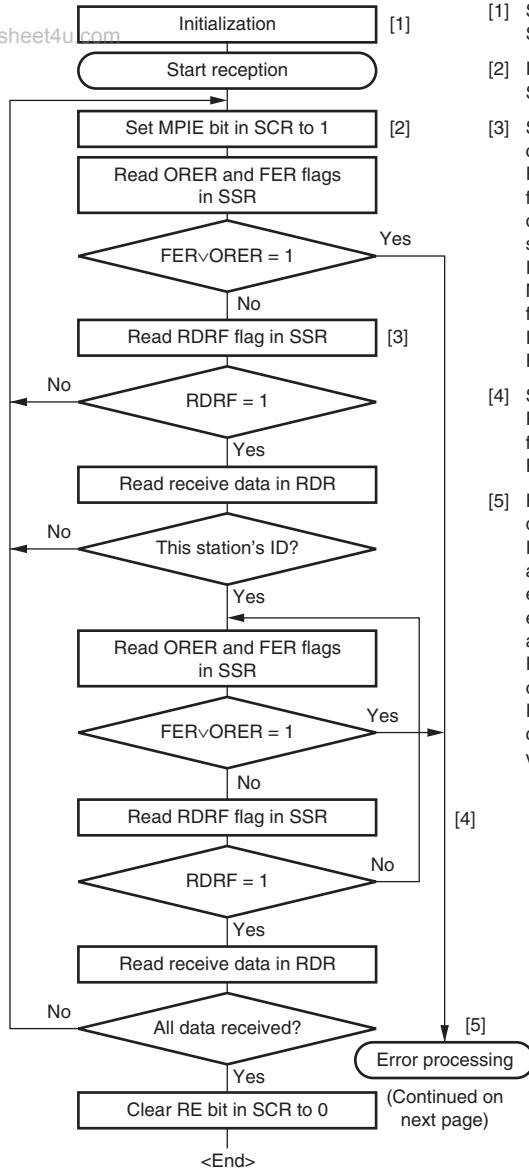 sheet4u.com
Initialization
[1]
Start reception
Set MPIE bit in SCR to 1
[2]
Read ORER and FER flags
in SSR
FER∨ORER = 1
Yes
No
Read RDRF flag in SSR
[3]
No
RDRF = 1
Yes
Read receive data in RDR
No
This station's ID?
Yes
Read ORER and FER flags
in SSR
FER∨ORER = 1
Yes
No
Read RDRF flag in SSR
[4]
No
RDRF = 1
Yes
Read receive data in RDR
No
All data received?
[5]
Error processing
Yes
(Continued on
next page)
Clear RE bit in SCR to 0
<End>
[1]
[2]
[3]
[4]
[5]